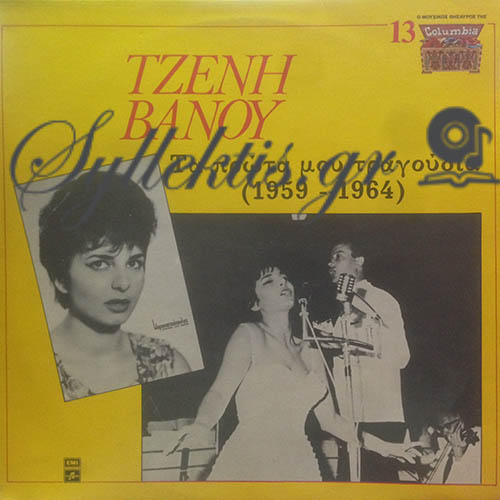 Ο ΜΟΥΣΙΚΟΣ ΘΗΣΑΥΡΟΣ ΤΗΣ
13
Columbia
ΤΖΕΝΗ
ΒΑΝΟΥ
Syllektis.gr
Τα πρώτα μου τραγούδια
(1959 - 1964)
EMI